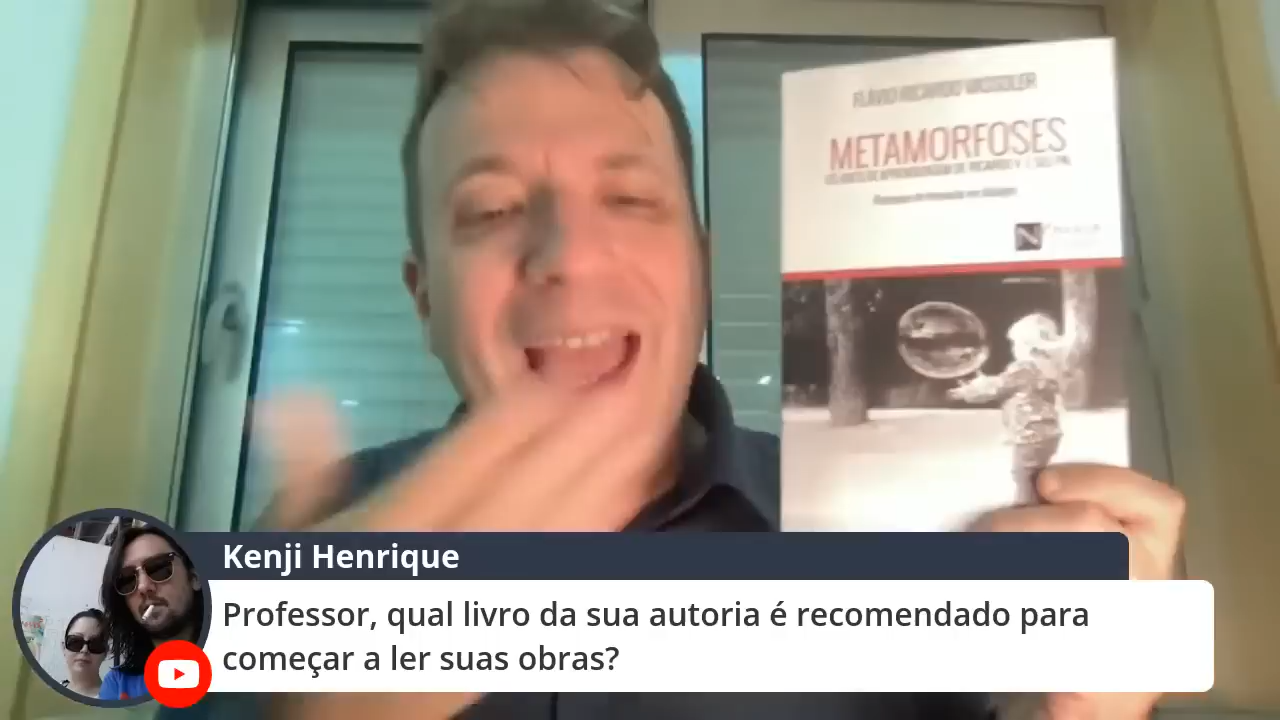 FLÁVIO RICARDO VASSOLER
METAMORFOSES
Kenji Henrique
Professor, qual livro da sua autoria é recomendado para
começar a ler suas obras?